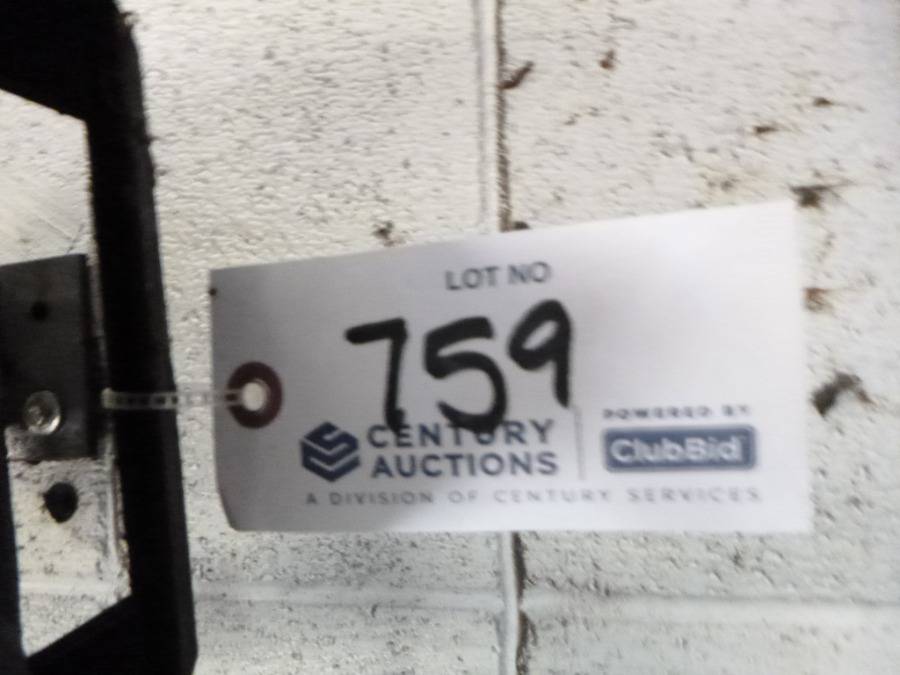 LOT NO
759
CENTURY
AUCTIONS
POWERED BY
ClubBid
A DIVISION OF CENTURY SERVICES